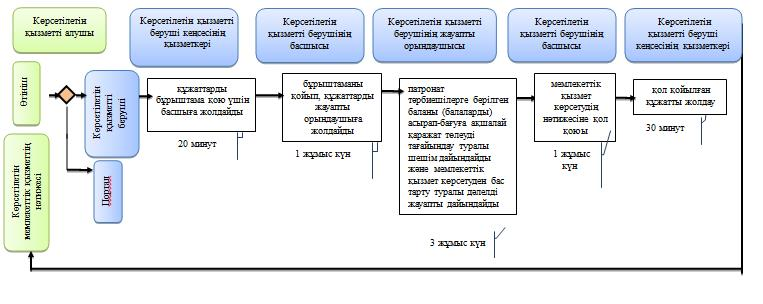 Көрсетілетін
қызметті алушы
Көрсетілетін қызметті
беруші кеңсесінің
қызметкері
Көрсетілетін
қызметті берушінің
басшысы
Көрсетілетін қызметті
берушінің жауапты
орындаушысы
Көрсетілетін
қызметті берушінің
басшысы
Көрсетілетін
қызметті беруші
кеңсесінің қызметкері
Өтініш
Көрсетілетін
қызметті
беруші
Портал
Көрсетілетін
мемлекеттік қызметтің
нәтижесі
құжаттарды
бұрыштама қою үшін
басшыға жолдайды
20 минут
бұрыштаманы
қойып, құжаттарды
жауапты
орындаушыға
жолдайды
1 жұмыс күн
патронат
тәрбиешілерге берілген
баланы (балаларды)
асырап-бағуға ақшалай
қаражат төлеуді
тағайындау туралы
шешім дайындайды
және мемлекеттік
қызмет көрсетуден бас
тарту туралы дәлелді
жауапты дайындайды
3 жұмыс күн
мемлекеттік
қызмет
көрсетудің
нәтижесіне қол
қоюы
1 жұмыс
күн
қол қойылған
құжатты жолдау
30 минут